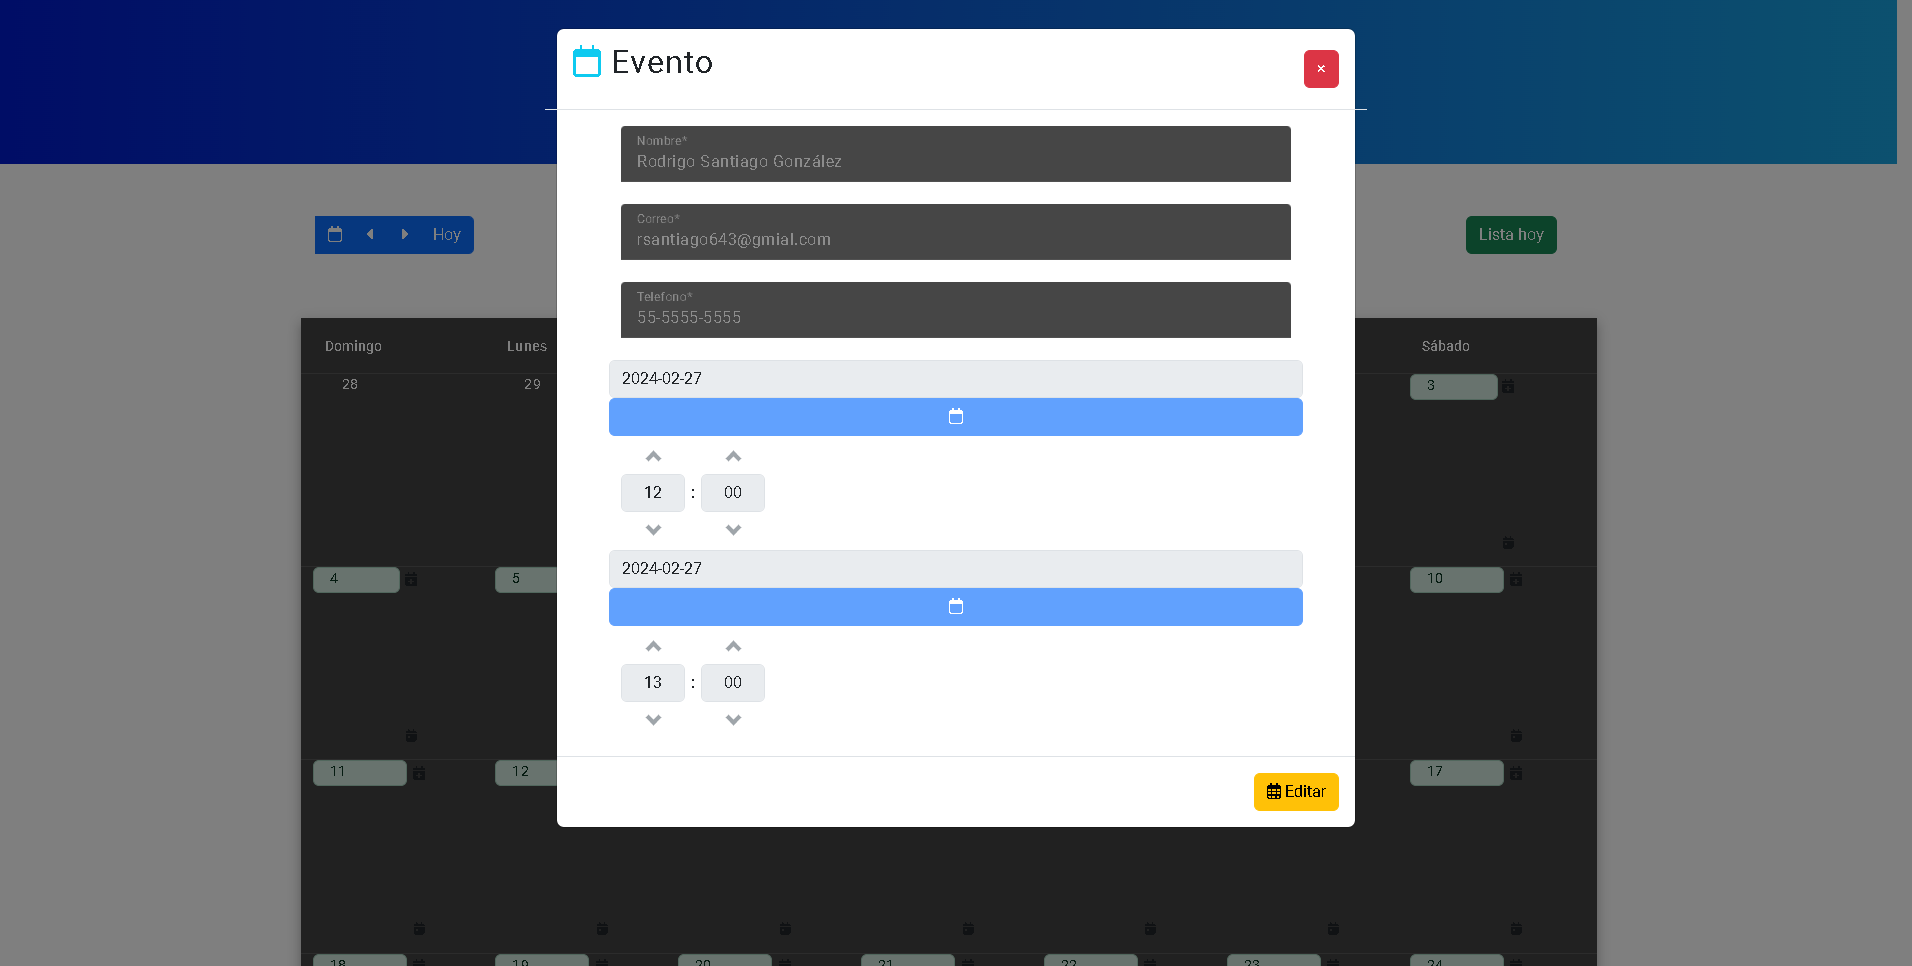 Evento
×
Nombre*
Rodrigo Santiago González
Correo*
rsantiago643@gmial.com
Telefono*
55-5555-5555
2024-02-27
12 : 00
2024-02-27
13 : 00
Editar
Hoy
Lista hoy
Domingo
Lunes
Sábado
28
29
3
4
5
10
11
12
17
18
19
20
21
22
23
24